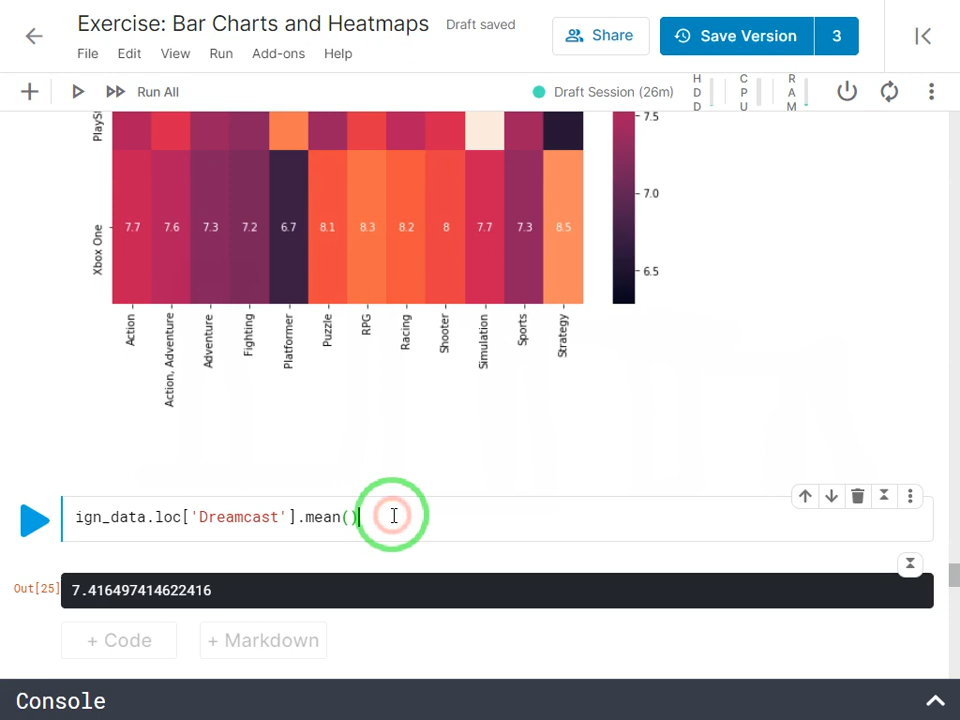 Exercise: Bar Charts and Heatmaps Draft saved
Share
Save Version 3
File Edit View Run Add-ons Help
Run All
Draft Session (26m)
HDD
CPU
RAM
PlayS
7.5
7.0
6.5
Xbox One
7.7 7.6 7.3 7.2 6.7 8.1 8.3 8.2 8 7.7 7.3 8.5
Action
Action, Adventure
Adventure
Fighting
Platformer
Puzzle
RPG
Racing
Shooter
Simulation
Sports
Strategy
ign_data.loc['Dreamcast'].mean()
Out[25] 7.416497414622416
+ Code + Markdown
Console